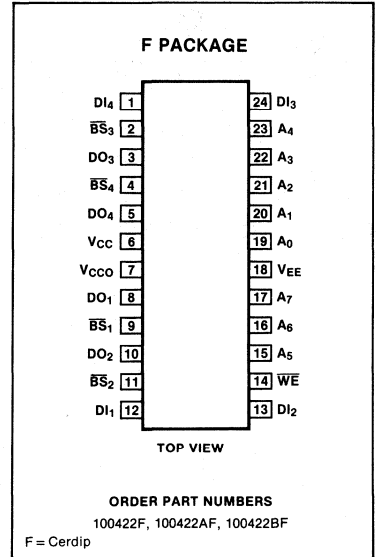 F PACKAGE
DI4 1 24 DI3
BS3 2 23 A4
DO3 3 22 A3
BS4 4 21 A2
DO4 5 20 A1
VCC 6 19 A0
VCCO 7 18 VEE
DO1 8 17 A7
BS1 9 16 A6
DO2 10 15 A5
BS2 11 14 WE
DI1 12 13 DI2
TOP VIEW
ORDER PART NUMBERS
100422F, 100422AF, 100422BF
F = Cerdip